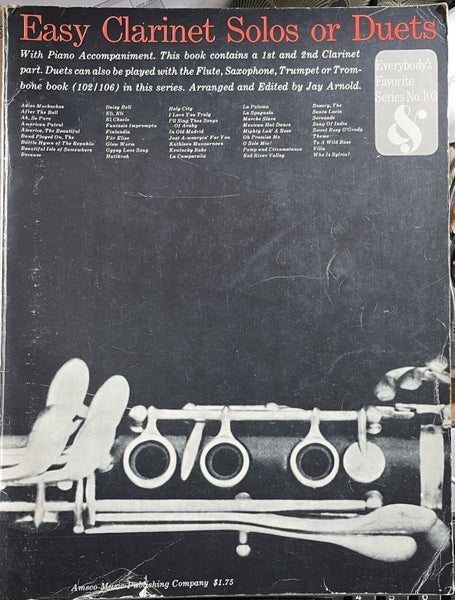 Easy Clarinet Solos or Duets
With Piano Accompaniment. This book contains a 1st and 2nd Clarinet
part. Duets can also be played with the Flute, Saxophone, Trumpet or Trom-
bone book (102/106) in this series. Arranged and Edited by Jay Arnold.
Everybody's
Favorite
Series No. 103
&
Adios Muchachos
After The Ball
Ah, So Pure
American Patrol
America, The Beautiful
Band Played On, The
Battle Hymn of The Republic
Beautiful Isle of Somewhere
Berceuse
Daisy Bell
Eli, Eli
El Choclo
Fantasie Impromptu
Finlandia
Für Elise
Glow Worm
Gypsy Love Song
Hatikvah
Holy City
I Love You Truly
I'll Sing Thee Songs
Of Araby
In Old Madrid
Just A-wearyin' For You
Kathleen Mavourneen
Kentucky Babe
La Cumparsita
La Paloma
La Spagnola
Marche Slave
Mexican Hat Dance
Mighty Lak' A Rose
O Sole Mio!
Oh Promise Me
Pomp and Circumstance
Red River Valley
Rosary, The
Santa Lucia
Serenade
Song Of India
Sweet Rosy O'Grady
Theme
To A Wild Rose
Vilia
Who Is Sylvia?
Amsco Music Publishing Company $1.75